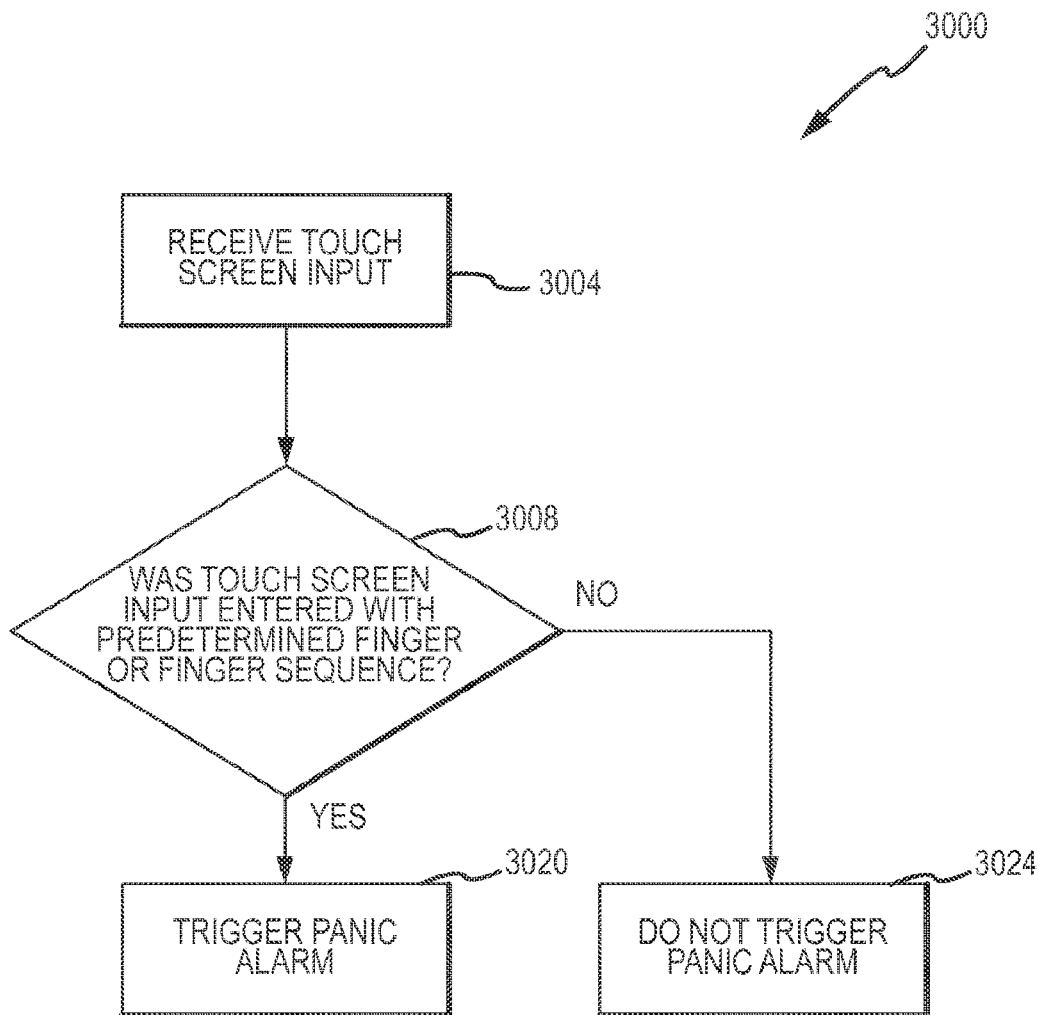 3000
RECEIVE TOUCH
SCREEN INPUT
3004
3008
WAS TOUCH SCREEN
INPUT ENTERED WITH
PREDETERMINED FINGER
OR FINGER SEQUENCE?
NO
YES
3020
TRIGGER PANIC
ALARM
3024
DO NOT TRIGGER
PANIC ALARM